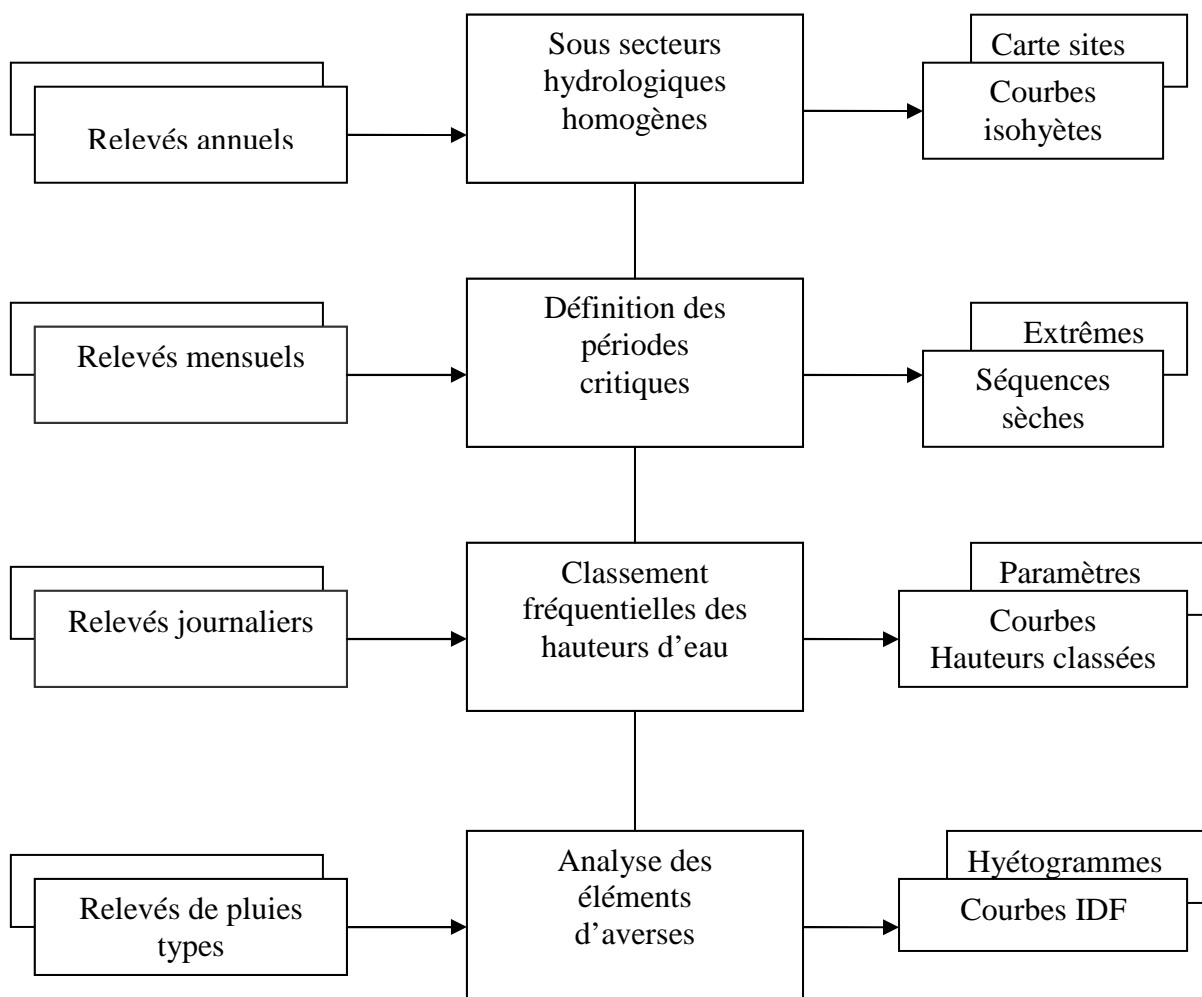 Relevés annuels
Sous secteurs
hydrologiques
homogènes
Carte sites
Courbes
isohyètes
Relevés mensuels
Définition des
périodes
critiques
Extrêmes
Séquences
sèches
Relevés journaliers
Classement
fréquentielles des
hauteurs d’eau
Paramètres
Courbes
Hauteurs classées
Relevés de pluies
types
Analyse des
éléments
d’averses
Hyétogrammes
Courbes IDF